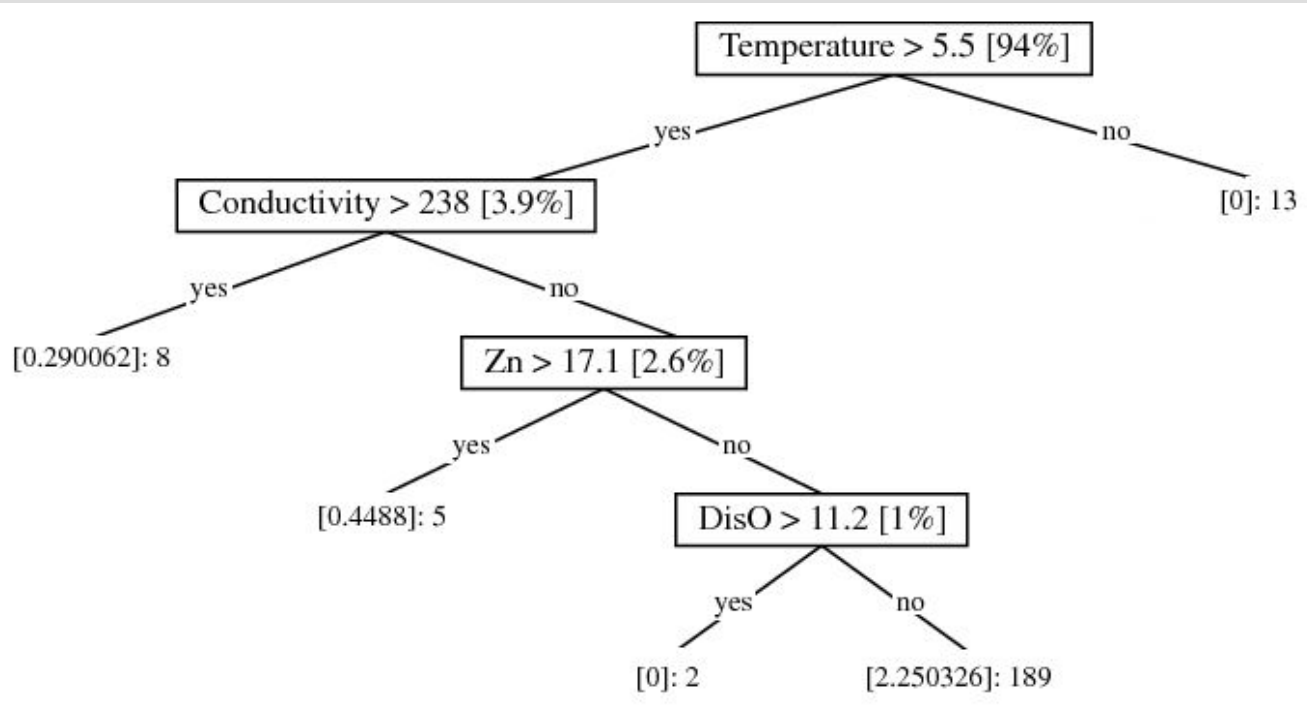 Temperature > 5.5 [94%]
yes
no
Conductivity > 238 [3.9%]
[0]: 13
yes
no
[0.290062]: 8
Zn > 17.1 [2.6%]
yes
no
[0.4488]: 5
DisO > 11.2 [1%]
yes
no
[0]: 2
[2.250326]: 189